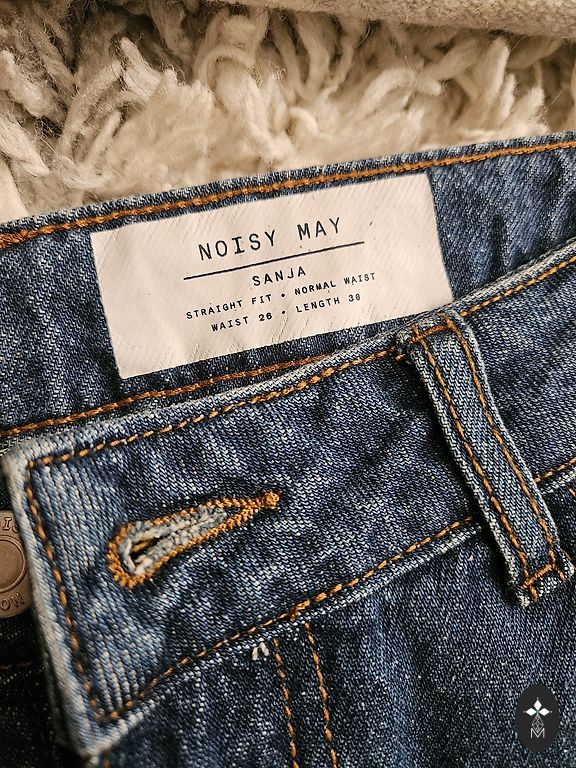 NOISY MAY
SANJA
STRAIGHT FIT • NORMAL WAIST
WAIST 26 • LENGTH 30